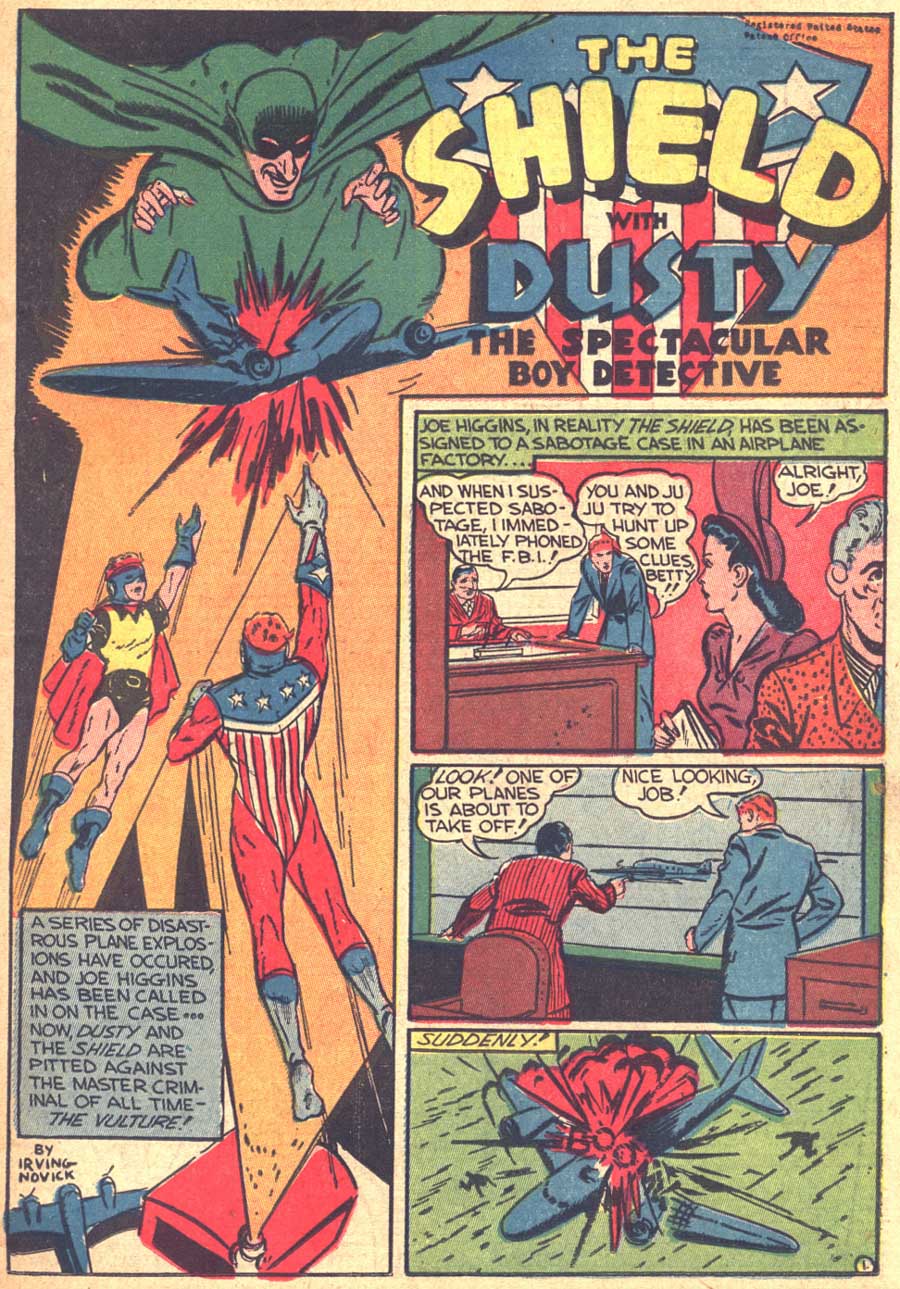 Registered United States
Patent Office
THE
SHIELD
WITH
DUSTY
THE SPECTACULAR
BOY DETECTIVE
JOE HIGGINS, IN REALITY THE SHIELD, HAS BEEN AS-
SIGNED TO A SABOTAGE CASE IN AN AIRPLANE
FACTORY....
AND WHEN I SUS-
PECTED SABO-
TAGE, I IMMED-
IATELY PHONED
THE F.B.I.!
YOU AND JU
JU TRY TO
HUNT UP
SOME
CLUES,
BETTY
!!
ALRIGHT,
JOE!
LOOK! ONE OF
OUR PLANES
IS ABOUT TO
TAKE OFF!
NICE LOOKING,
JOB!
SUDDENLY!
A SERIES OF DISAST-
ROUS PLANE EXPLOS-
IONS HAVE OCCURED,
AND JOE HIGGINS
HAS BEEN CALLED
IN ON THE CASE...
NOW DUSTY AND
THE SHIELD ARE
PITTED AGAINST
THE MASTER CRIM-
INAL OF ALL TIME-
THE VULTURE!
BY
IRVING
NOVICK
1.